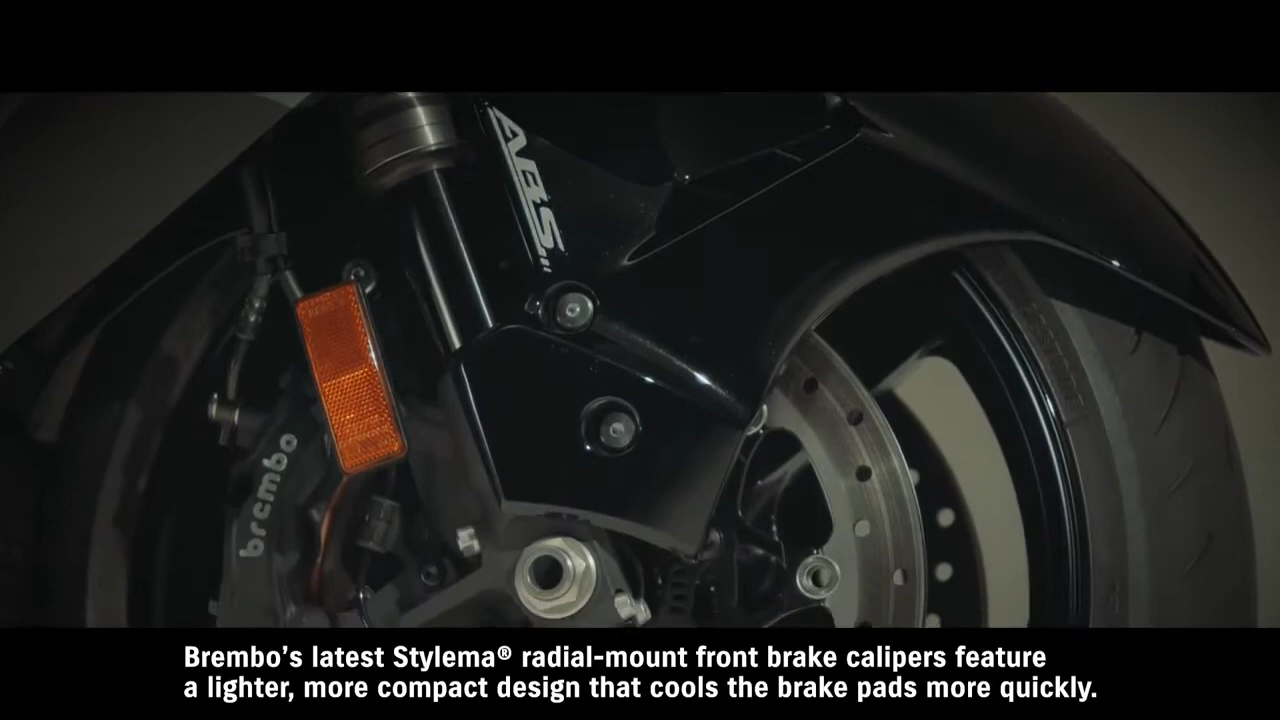 ABS
brembo
Brembo's latest Stylema® radial-mount front brake calipers feature
a lighter, more compact design that cools the brake pads more quickly.